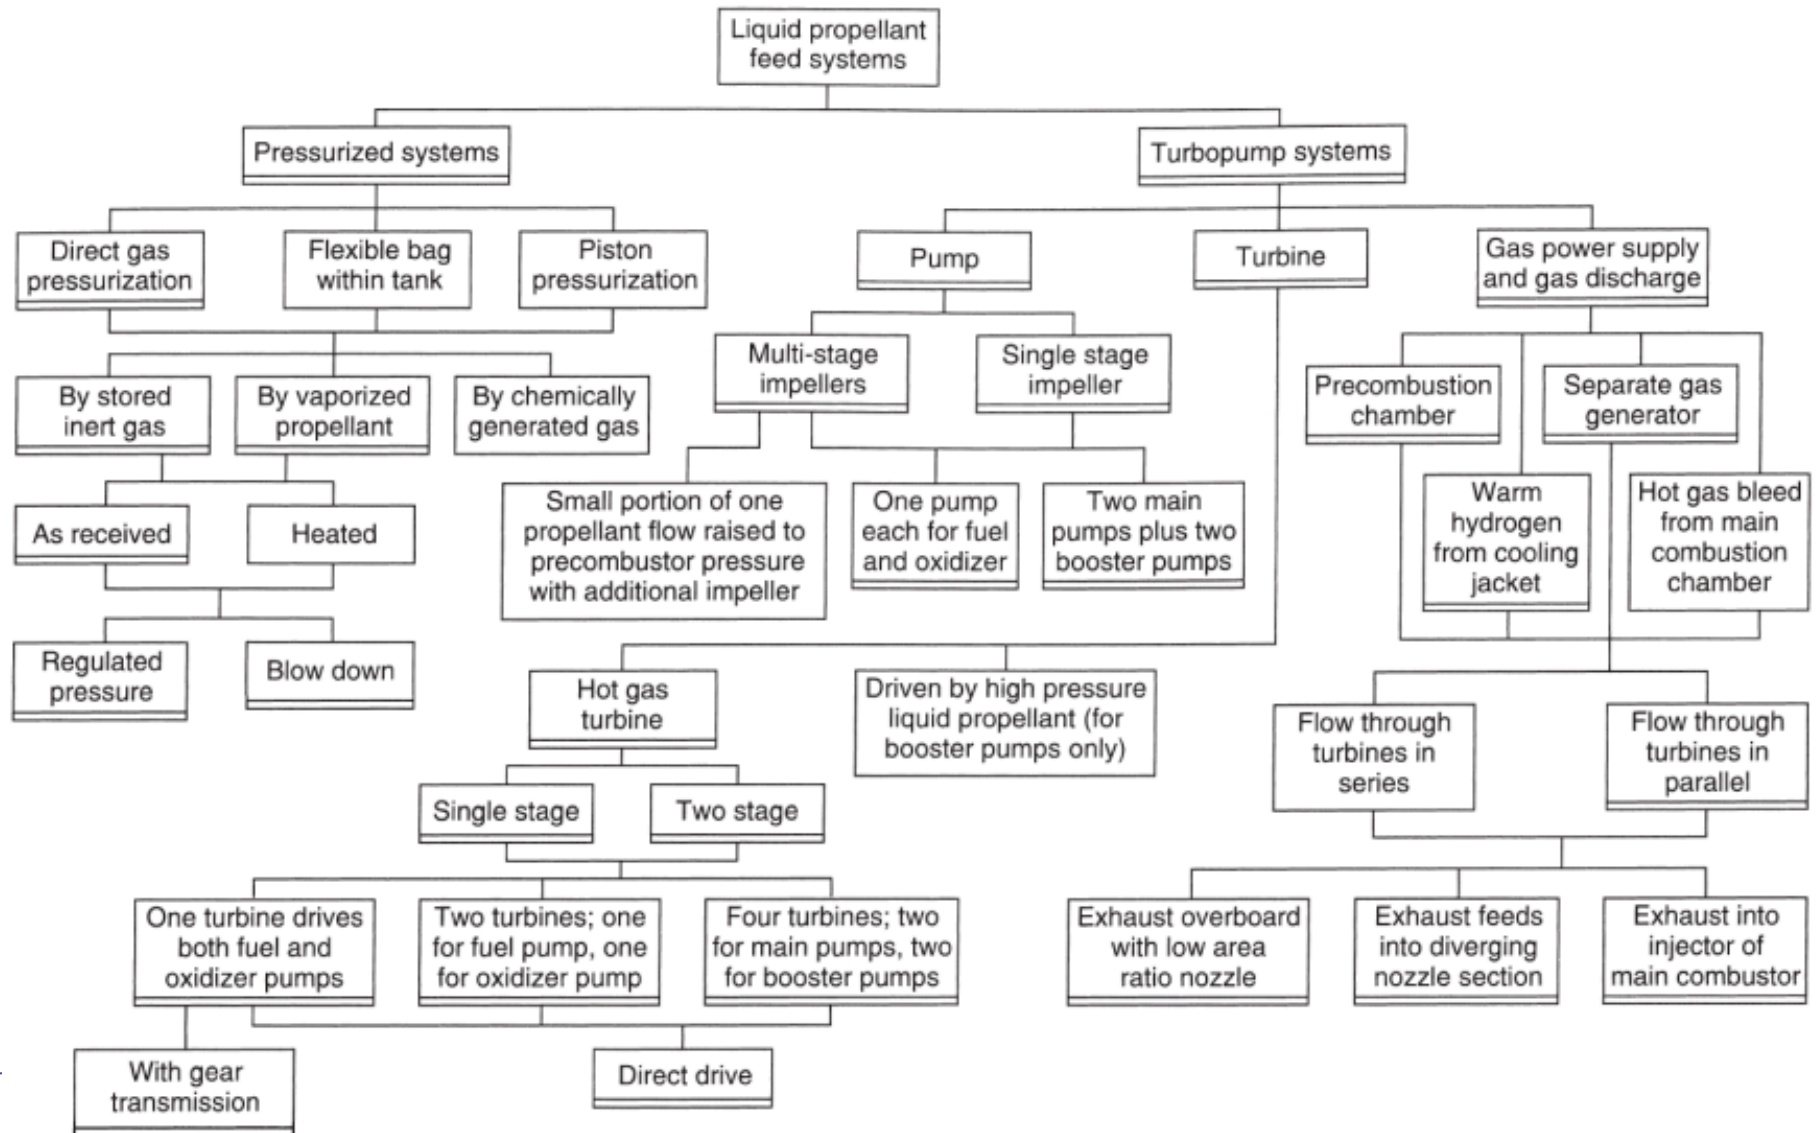 Liquid propellant
feed systems
Pressurized systems
Turbopump systems
Direct gas
pressurization
Flexible bag
within tank
Piston
pressurization
Pump
Turbine
Gas power supply
and gas discharge
By stored
inert gas
By vaporized
propellant
By chemically
generated gas
Multi-stage
impellers
Single stage
impeller
Precombustion
chamber
Separate gas
generator
As received
Heated
Small portion of one
propellant flow raised to
precombustor pressure
with additional impeller
One pump
each for fuel
and oxidizer
Two main
pumps plus two
booster pumps
Warm
hydrogen
from cooling
jacket
Hot gas bleed
from main
combustion
chamber
Regulated
pressure
Blow down
Hot gas
turbine
Driven by high pressure
liquid propellant (for
booster pumps only)
Flow through
turbines in
series
Flow through
turbines in
parallel
Single stage
Two stage
One turbine drives
both fuel and
oxidizer pumps
Two turbines; one
for fuel pump, one
for oxidizer pump
Four turbines; two
for main pumps, two
for booster pumps
Exhaust overboard
with low area
ratio nozzle
Exhaust feeds
into diverging
nozzle section
Exhaust into
injector of
main combustor
With gear
transmission
Direct drive